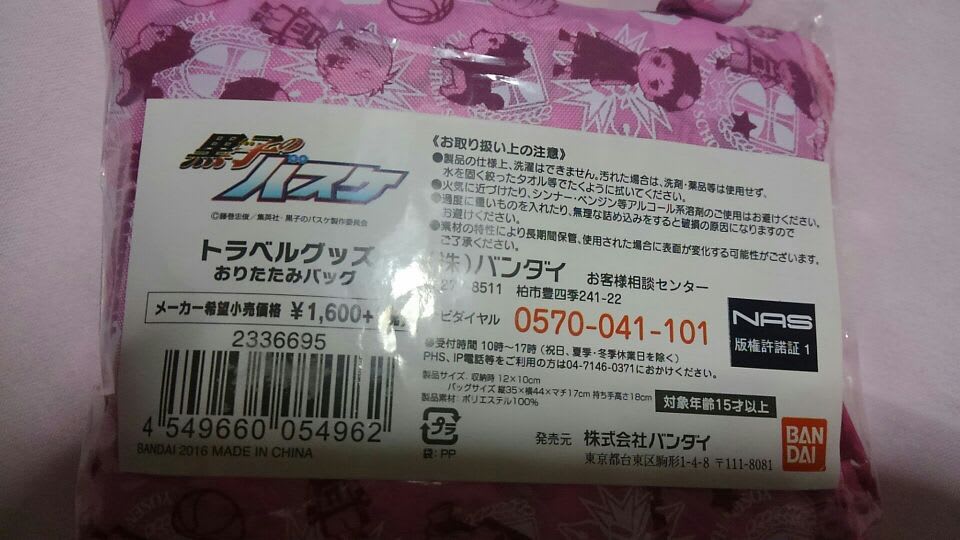 黒子の
バスケ
©藤巻忠俊／集英社・黒子のバスケ製作委員会
トラベルグッズ
おりたたみバッグ
メーカー希望小売価格 ¥1,600+
2336695
4 549660 054962
BANDAI 2016 MADE IN CHINA
《お取り扱い上の注意》
●製品の仕様上、洗濯はできません。汚れた場合は、洗剤・薬品等は使用せず、
水を固く絞ったタオル等でたたくように拭いてください。
●火気に近づけたり、シンナー・ベンジン等アルコール系溶剤のご使用はお避けください。
●過度に重いものを入れたり、無理な詰め込みをすると破損の原因になりますので
お避けください。
●素材の特性により長期間保管、使用された場合に表面が変化する可能性がございます。
ご了承ください。
(株)バンダイ お客様相談センター
8511 柏市豊四季241-22
ビダイヤル 0570-041-101
●受付時間 10時〜17時（祝日、夏季・冬季休業日を除く）
PHS、IP電話等をご利用の方は04-7146-0371におかけください。
製品サイズ：収納時 12×10cm
バッグサイズ 縦35×横44×マチ17cm 持ち手高さ18cm
製品素材：ポリエステル100%
対象年齢15才以上
プラ
袋：PP
発売元 株式会社バンダイ
東京都台東区駒形1-4-8 〒111-8081
NAS
版権許諾証 1
BAN
DAI